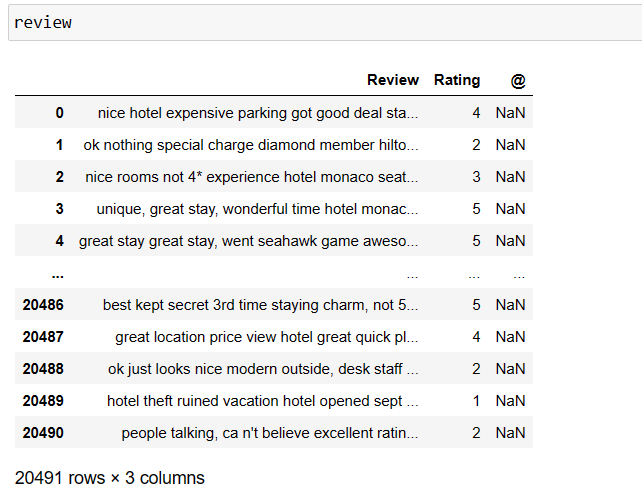 review
Review Rating @
0 nice hotel expensive parking got good deal sta... 4 NaN
1 ok nothing special charge diamond member hilto... 2 NaN
2 nice rooms not 4* experience hotel monaco seat... 3 NaN
3 unique, great stay, wonderful time hotel monac... 5 NaN
4 great stay great stay, went seahawk game aweso... 5 NaN
... ... ... ...
20486 best kept secret 3rd time staying charm, not 5... 5 NaN
20487 great location price view hotel great quick pl... 4 NaN
20488 ok just looks nice modern outside, desk staff ... 2 NaN
20489 hotel theft ruined vacation hotel opened sept ... 1 NaN
20490 people talking, ca n't believe excellent ratin... 2 NaN
20491 rows × 3 columns